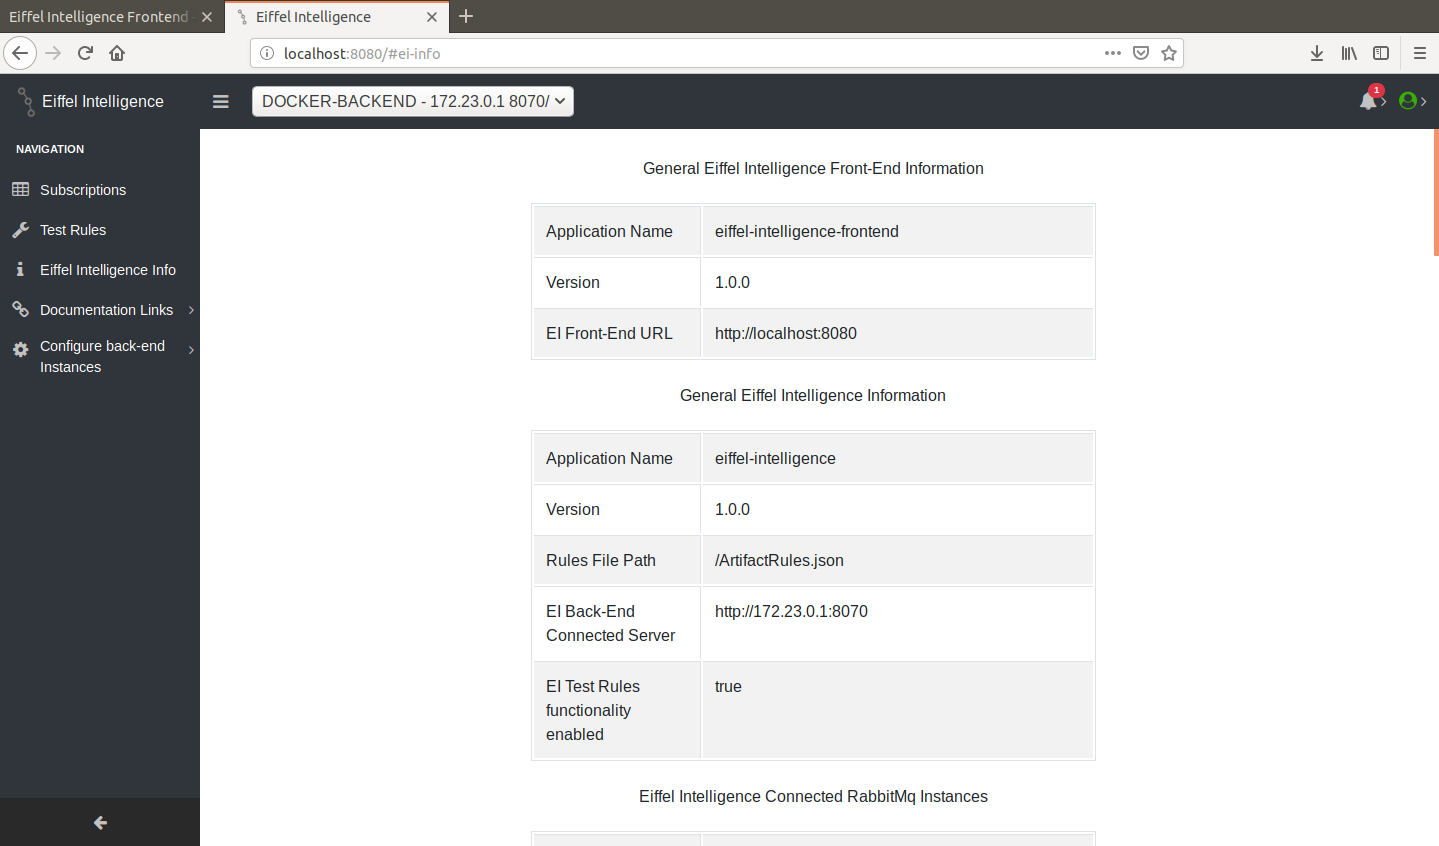 Eiffel Intelligence Frontend
Eiffel Intelligence
localhost:8080/#ei-info
Eiffel Intelligence
DOCKER-BACKEND - 172.23.0.1 8070/
1
NAVIGATION
Subscriptions
Test Rules
Eiffel Intelligence Info
Documentation Links
Configure back-end
Instances
General Eiffel Intelligence Front-End Information
Application Name eiffel-intelligence-frontend
Version 1.0.0
EI Front-End URL http://localhost:8080
General Eiffel Intelligence Information
Application Name eiffel-intelligence
Version 1.0.0
Rules File Path /ArtifactRules.json
EI Back-End http://172.23.0.1:8070
Connected Server
EI Test Rules true
functionality
enabled
Eiffel Intelligence Connected RabbitMq Instances